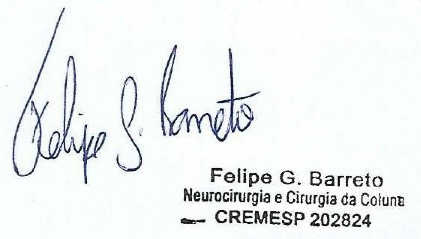 Felipe G. Barreto
Felipe G. Barreto
Neurocirurgia e Cirurgia da Coluna
CREMESP 202824